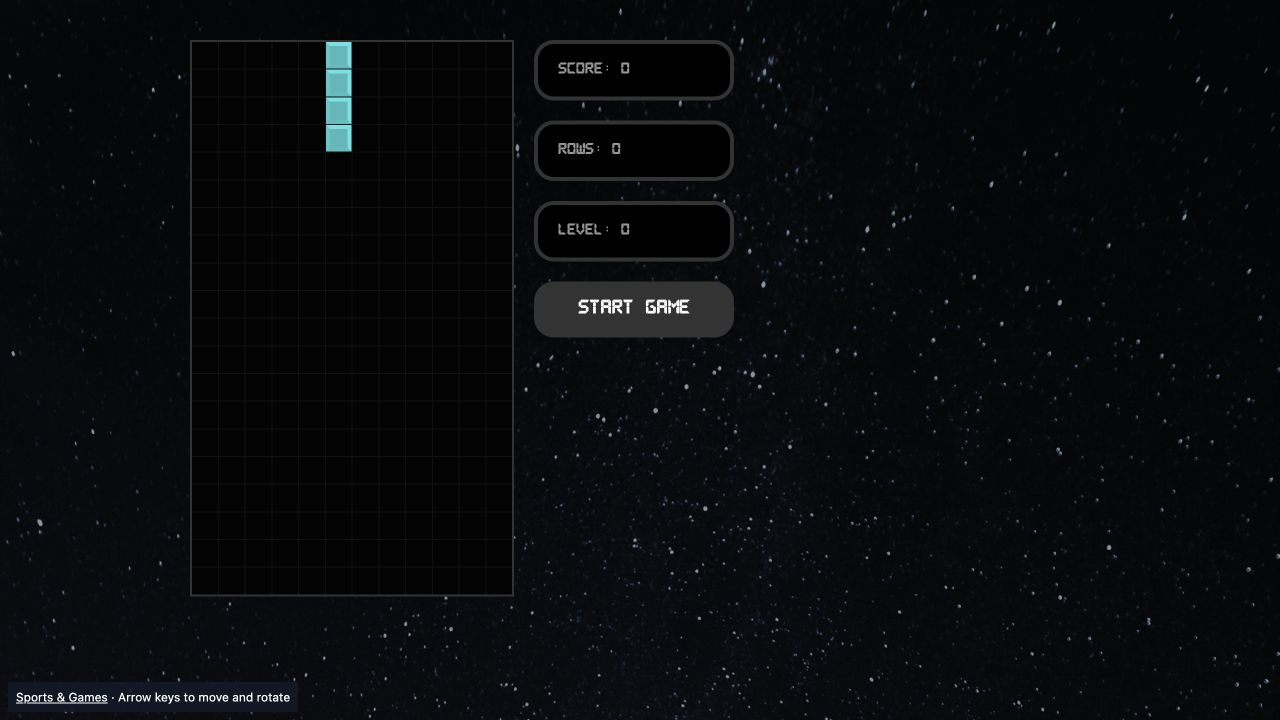 SCORE: 0
ROWS: 0
LEVEL: 0
START GAME
Sports & Games · Arrow keys to move and rotate